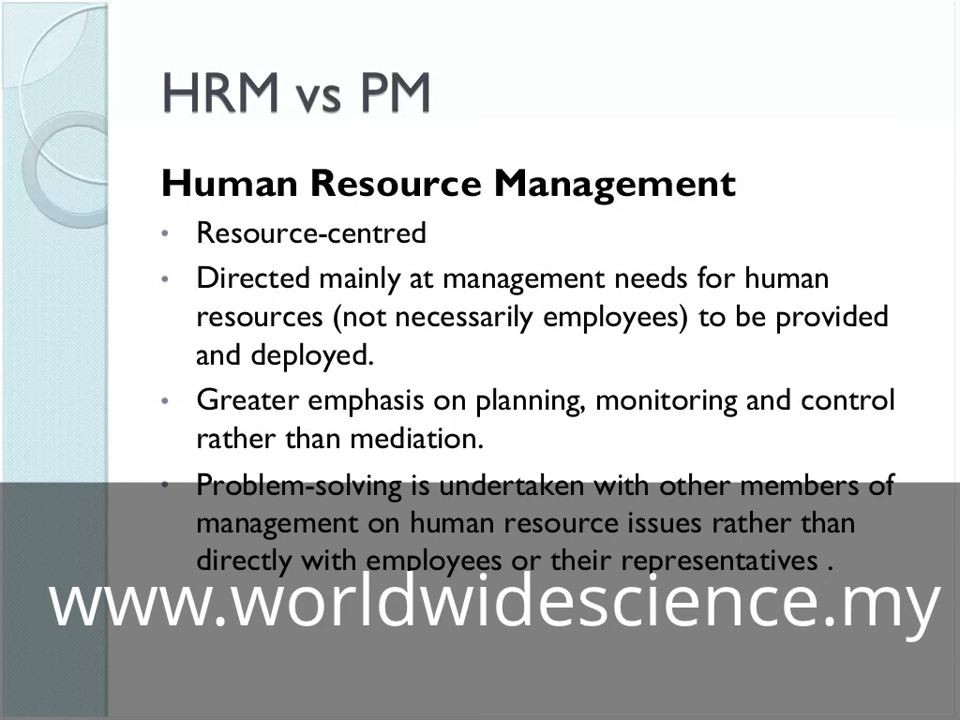 HRM vs PM
Human Resource Management
• Resource-centred
• Directed mainly at management needs for human
resources (not necessarily employees) to be provided
and deployed.
• Greater emphasis on planning, monitoring and control
rather than mediation.
• Problem-solving is undertaken with other members of
management on human resource issues rather than
directly with employees or their representatives .
www.worldwidescience.my